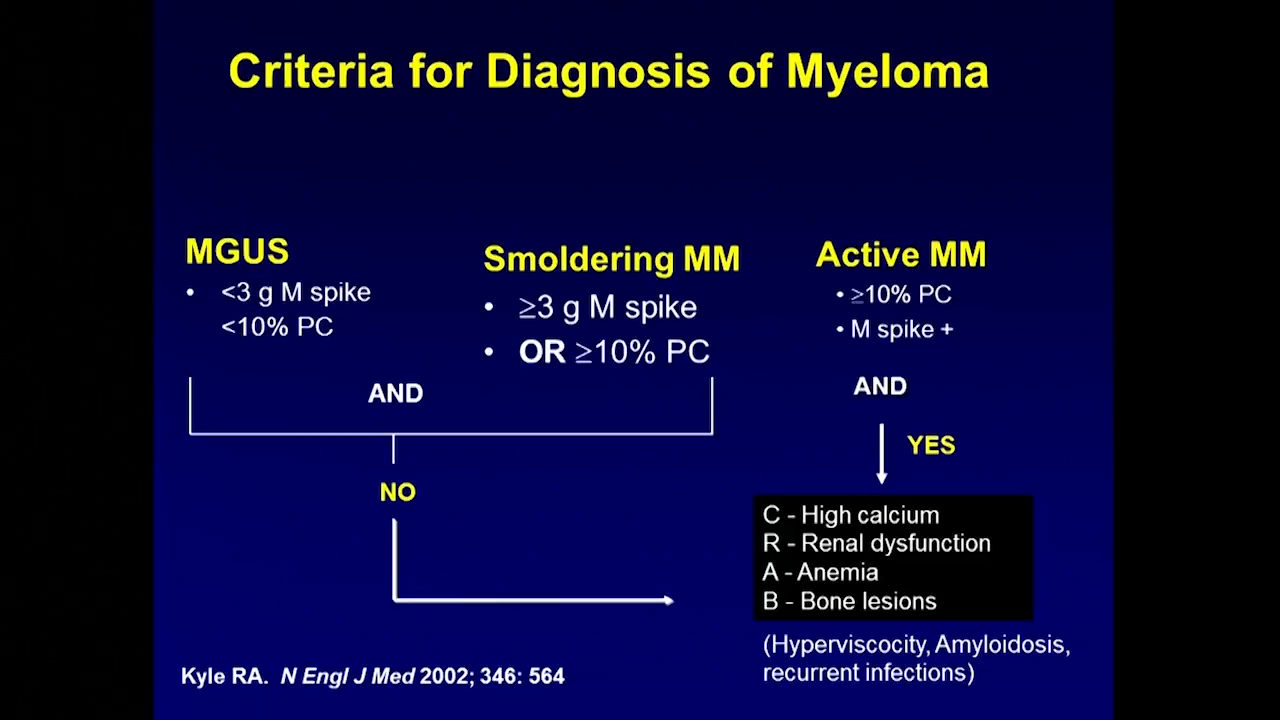 Criteria for Diagnosis of Myeloma
MGUS
• <3 g M spike
<10% PC
Smoldering MM
• ≥3 g M spike
• OR ≥10% PC
AND
NO
Active MM
• ≥10% PC
• M spike +
AND
YES
C - High calcium
R - Renal dysfunction
A - Anemia
B - Bone lesions
(Hyperviscocity, Amyloidosis,
recurrent infections)
Kyle RA. N Engl J Med 2002; 346: 564